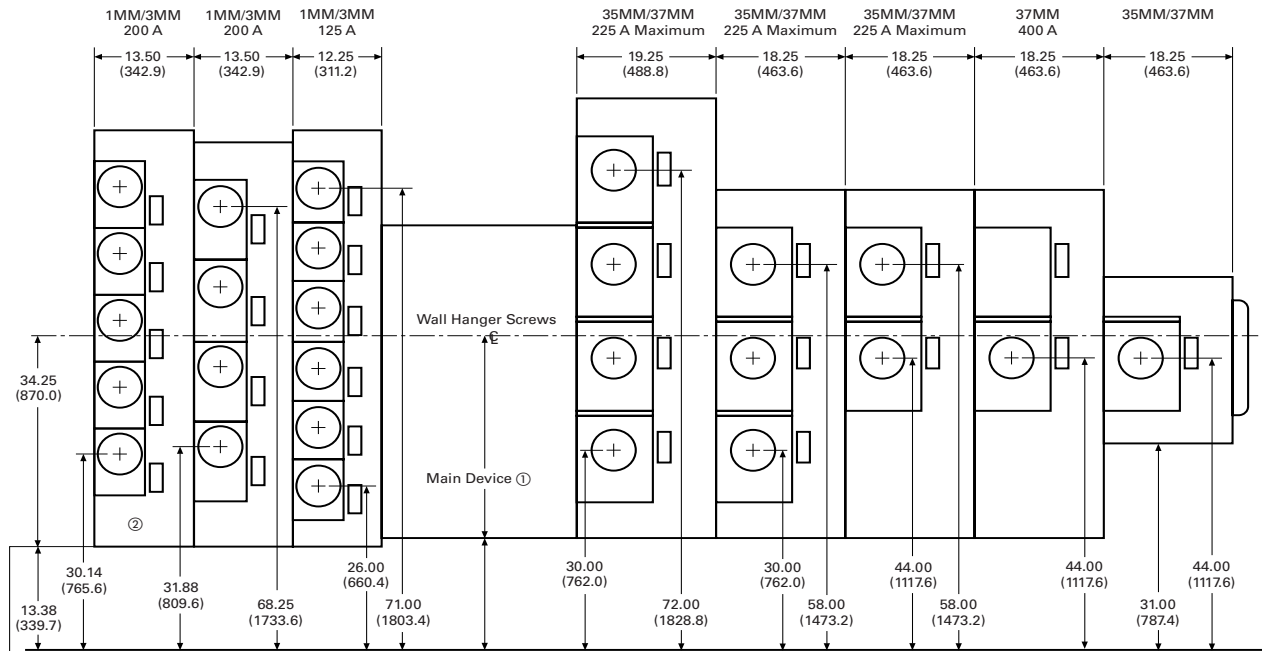 1MM/3MM
200 A
1MM/3MM
200 A
1MM/3MM
125 A
35MM/37MM
225 A Maximum
35MM/37MM
225 A Maximum
35MM/37MM
225 A Maximum
37MM
400 A
35MM/37MM
13.50
(342.9)
13.50
(342.9)
12.25
(311.2)
19.25
(488.8)
18.25
(463.6)
18.25
(463.6)
18.25
(463.6)
18.25
(463.6)
Wall Hanger Screws
℄
34.25
(870.0)
Main Device ①
②
30.14
(765.6)
13.38
(339.7)
31.88
(809.6)
68.25
(1733.6)
26.00
(660.4)
71.00
(1803.4)
30.00
(762.0)
72.00
(1828.8)
30.00
(762.0)
58.00
(1473.2)
44.00
(1117.6)
58.00
(1473.2)
44.00
(1117.6)
31.00
(787.4)
44.00
(1117.6)